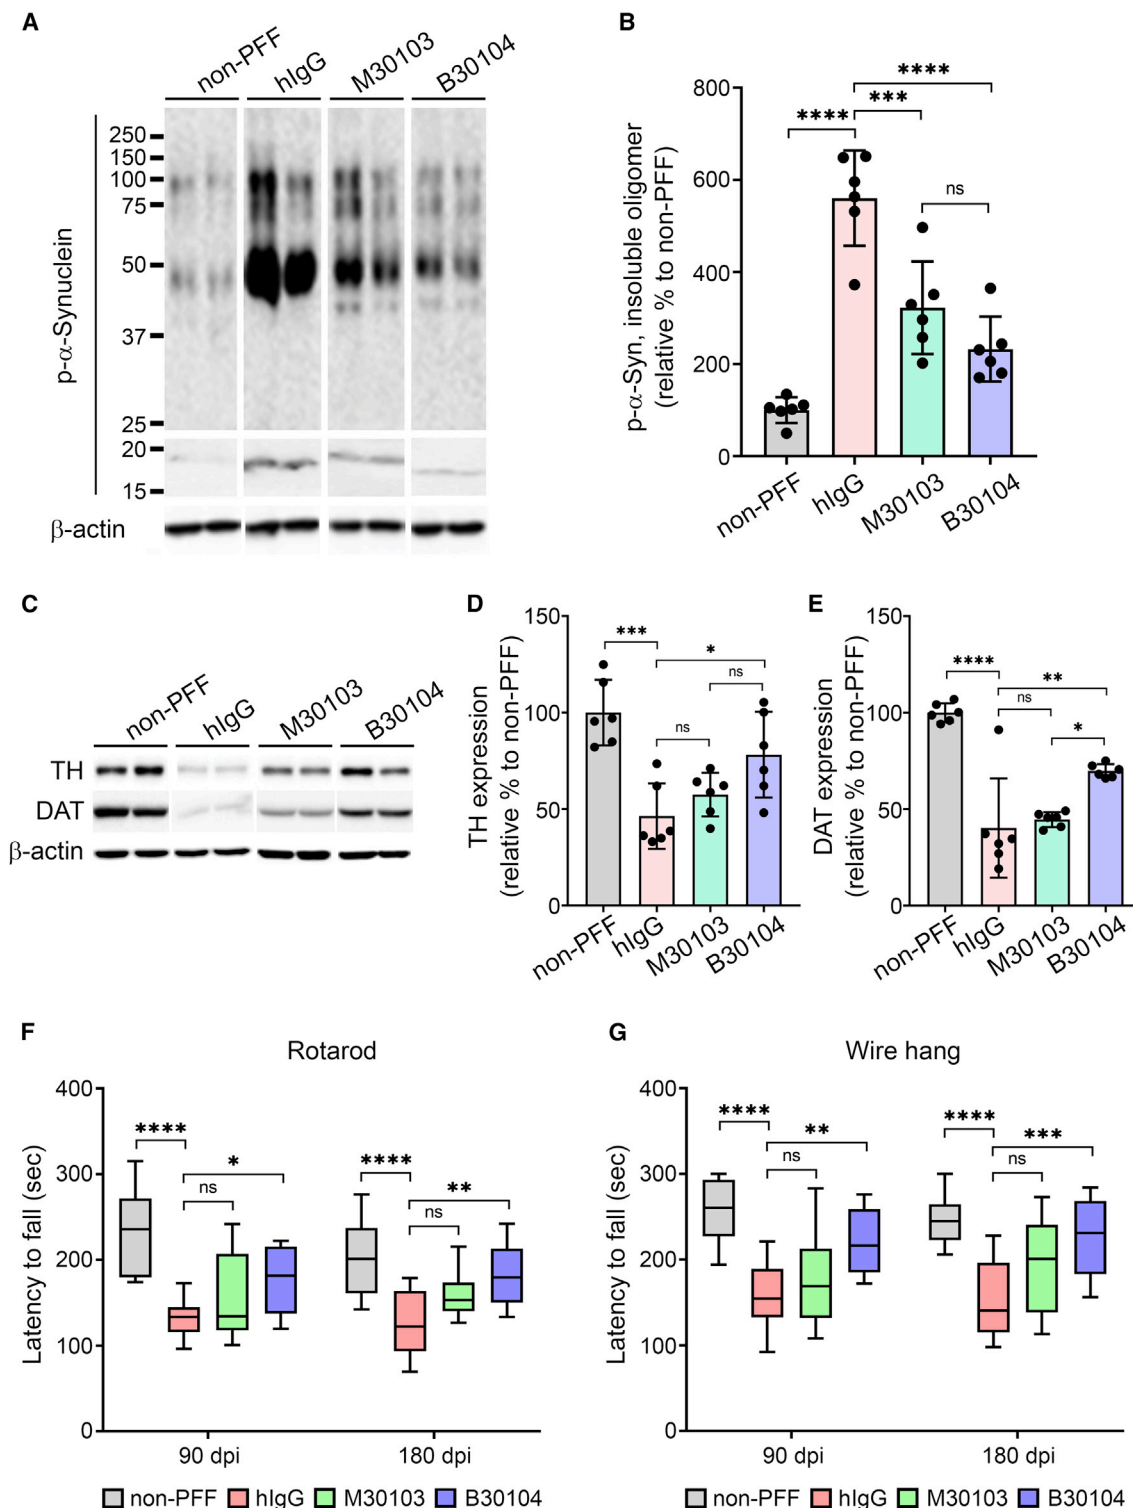 A
non-PFF
hIgG
M30103
B30104
p-α-Synuclein
250
150
100
75
50
37
25
20
15
β-actin
B
p-α-Syn, insoluble oligomer
(relative % to non-PFF)
800
600
400
200
0
****
***
****
ns
non-PFF
hIgG
M30103
B30104
C
non-PFF
hIgG
M30103
B30104
TH
DAT
β-actin
D
TH expression
(relative % to non-PFF)
150
100
50
0
***
*
ns
ns
non-PFF
hIgG
M30103
B30104
E
DAT expression
(relative % to non-PFF)
150
100
50
0
****
**
ns
*
non-PFF
hIgG
M30103
B30104
F
Rotarod
Latency to fall (sec)
400
300
200
100
0
****
*
ns
****
**
ns
90 dpi
180 dpi
non-PFF hIgG M30103 B30104
G
Wire hang
Latency to fall (sec)
400
300
200
100
0
****
**
ns
****
***
ns
90 dpi
180 dpi
non-PFF hIgG M30103 B30104